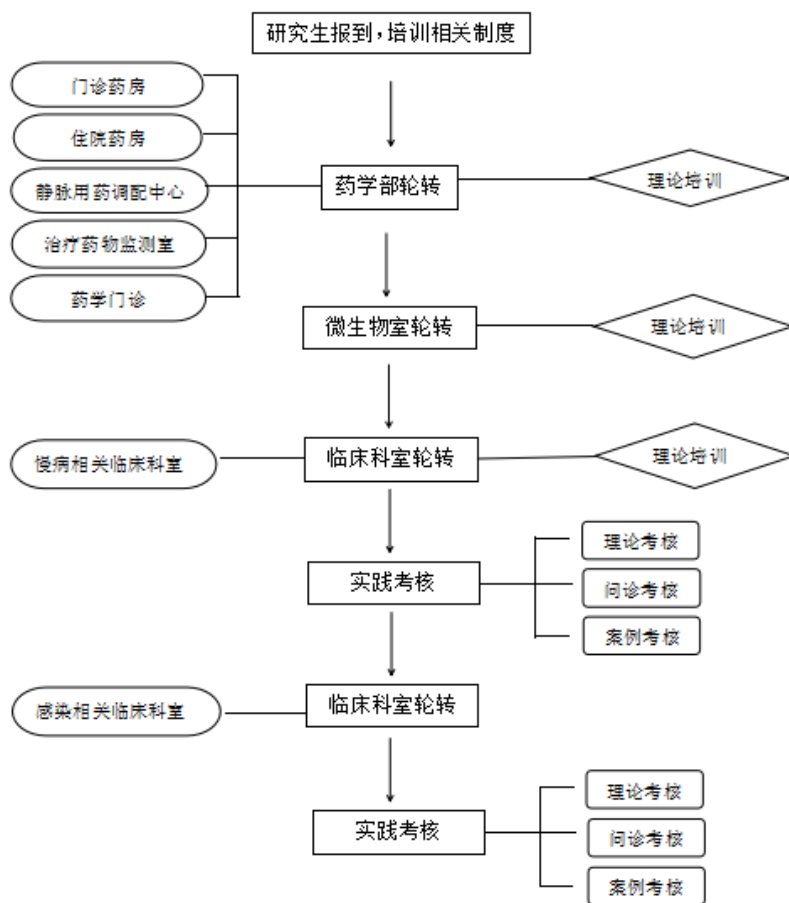 研究生报到，培训相关制度
门诊药房
住院药房
静脉用药调配中心
药学部轮转
理论培训
治疗药物监测室
药学门诊
微生物室轮转
理论培训
慢病相关临床科室
临床科室轮转
理论培训
理论考核
实践考核
问诊考核
案例考核
感染相关临床科室
临床科室轮转
理论考核
实践考核
问诊考核
案例考核